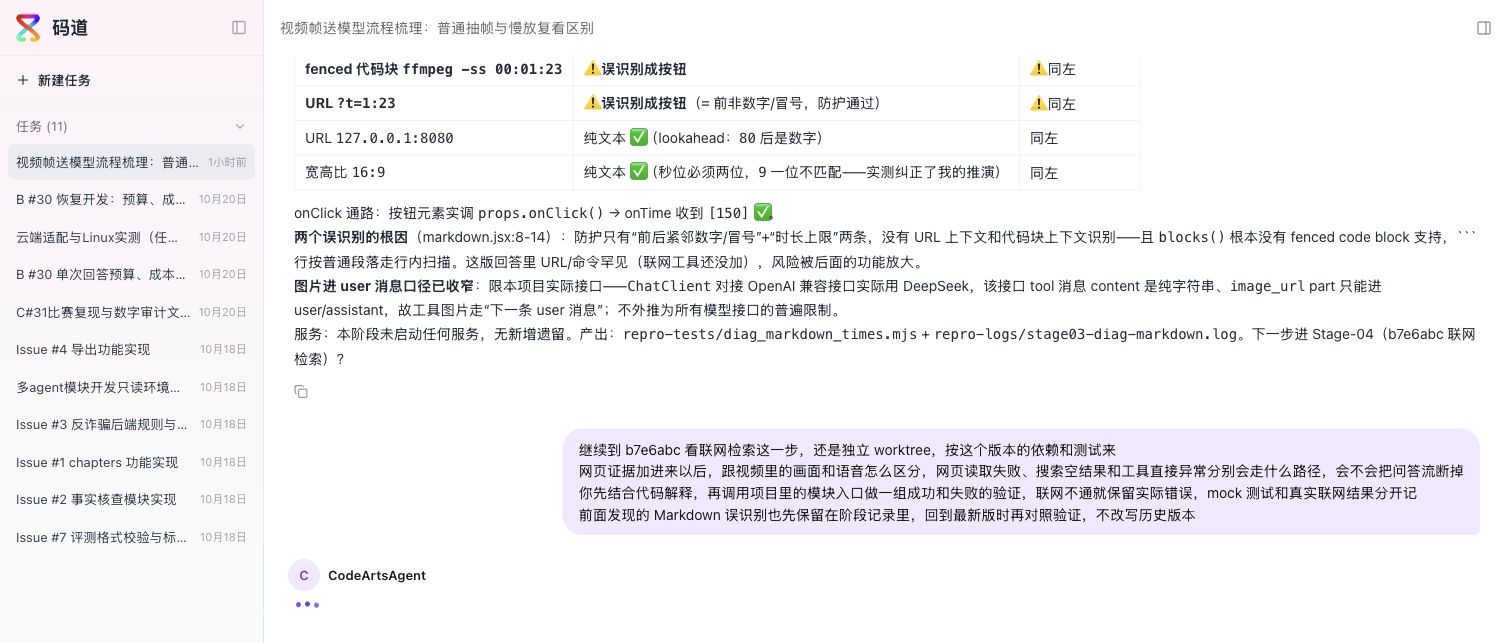 码道
新建任务
任务 (11)
视频帧送模型流程梳理：普通... 1小时前
B #30 恢复开发：预算、成... 10月20日
云端适配与Linux实测（任... 10月20日
B #30 单次回答预算、成本... 10月20日
C#31比赛复现与数字审计文... 10月20日
Issue #4 导出功能实现 10月18日
多agent模块开发只读环境... 10月18日
Issue #3 反诈骗后端规则与... 10月18日
Issue #1 chapters 功能实现 10月18日
Issue #2 事实核查模块实现 10月18日
Issue #7 评测格式校验与标... 10月18日
视频帧送模型流程梳理：普通抽帧与慢放复看区别
fenced 代码块 ffmpeg -ss 00:01:23 ⚠️误识别成按钮 ⚠️同左
URL ?t=1:23 ⚠️误识别成按钮（= 前非数字/冒号，防护通过） ⚠️同左
URL 127.0.0.1:8080 纯文本 ✅（lookahead：80 后是数字） 同左
宽高比 16:9 纯文本 ✅（秒位必须两位，9 一位不匹配——实测纠正了我的推演） 同左
onClick 通路：按钮元素实调 props.onClick() → onTime 收到 [150] ✅。
两个误识别的根因（markdown.jsx:8-14）：防护只有“前后紧邻数字/冒号”+“时长上限”两条，没有 URL 上下文和代码块上下文识别——且 blocks() 根本没有 fenced code block 支持，```
行按普通段落走行内扫描。这版回答里 URL/命令罕见（联网工具还没加），风险被后面的功能放大。
图片进 user 消息口径已收窄：限本项目实际接口——ChatClient 对接 OpenAI 兼容接口实际用 DeepSeek，该接口 tool 消息 content 是纯字符串、image_url part 只能进
user/assistant，故工具图片走“下一条 user 消息”；不外推为所有模型接口的普遍限制。
服务：本阶段未启动任何服务，无新增遗留。产出：repro-tests/diag_markdown_times.mjs + repro-logs/stage03-diag-markdown.log。下一步进 Stage-04（b7e6abc 联网
检索）?
继续到 b7e6abc 看联网检索这一步，还是独立 worktree，按这个版本的依赖和测试来
网页证据加进来以后，跟视频里的画面和语音怎么区分，网页读取失败、搜索空结果和工具直接异常分别会走什么路径，会不会把问答流断掉
你先结合代码解释，再调用项目里的模块入口做一组成功和失败的验证，联网不通就保留实际错误，mock 测试和真实联网结果分开记
前面发现的 Markdown 误识别也先保留在阶段记录里，回到最新版时再对照验证，不改写历史版本
C CodeArtsAgent